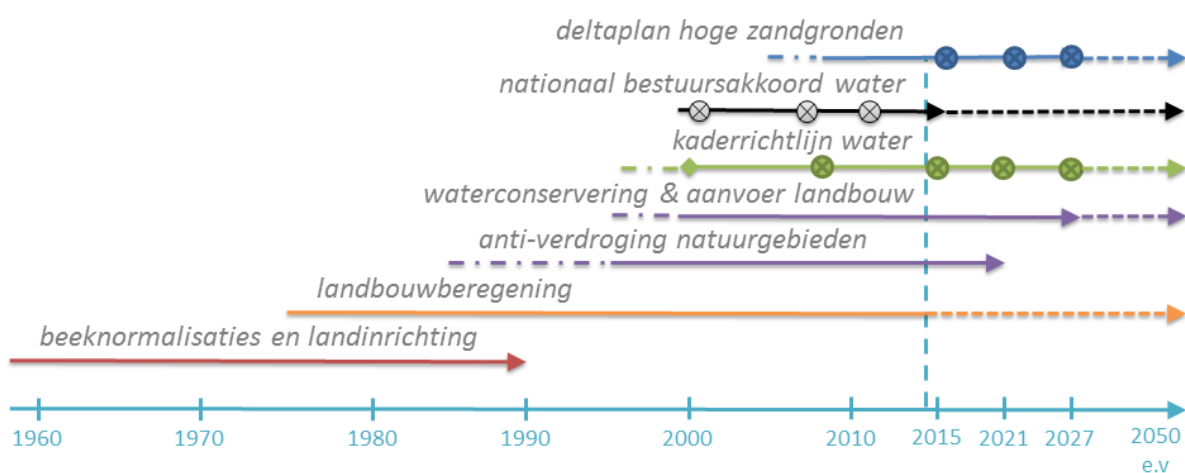 deltaplan hoge zandgronden
nationaal bestuursakkoord water
kaderrichtlijn water
waterconservering & aanvoer landbouw
anti-verdroging natuurgebieden
landbouwberegening
beeknormalisaties en landinrichting
1960 1970 1980 1990 2000 2010 2015 2021 2027 2050
e.v